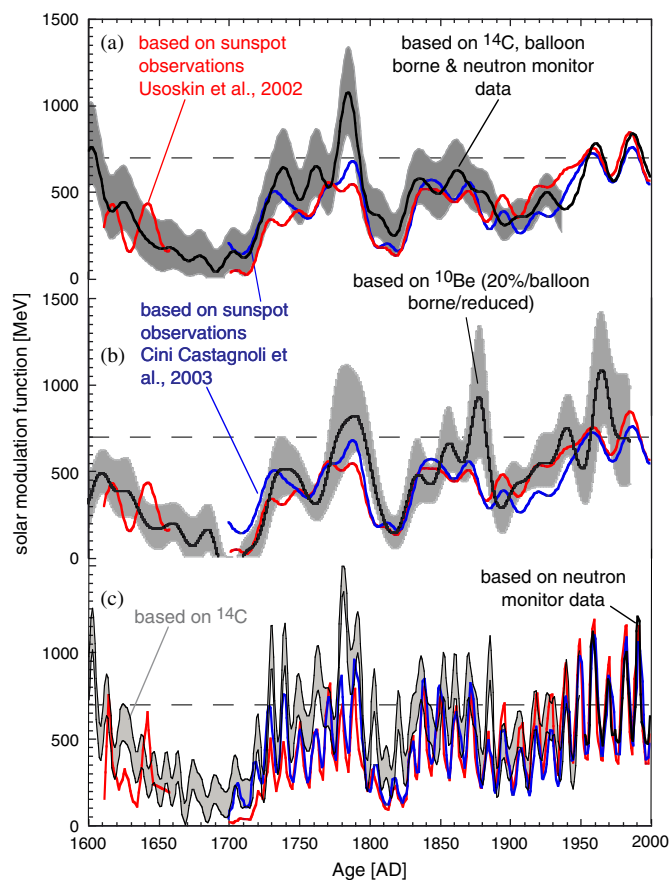 (a)
based on sunspot
observations
Usoskin et al., 2002
based on ¹⁴C, balloon
borne & neutron monitor
data
1000
500
0
based on sunspot
observations
Cini Castagnoli et
al., 2003
based on ¹⁰Be (20%/balloon
borne/reduced)
(b)
1500
1000
500
0
solar modulation function [MeV]
(c)
based on ¹⁴C
based on neutron
monitor data
1000
500
0
1600 1650 1700 1750 1800 1850 1900 1950 2000
Age [AD]